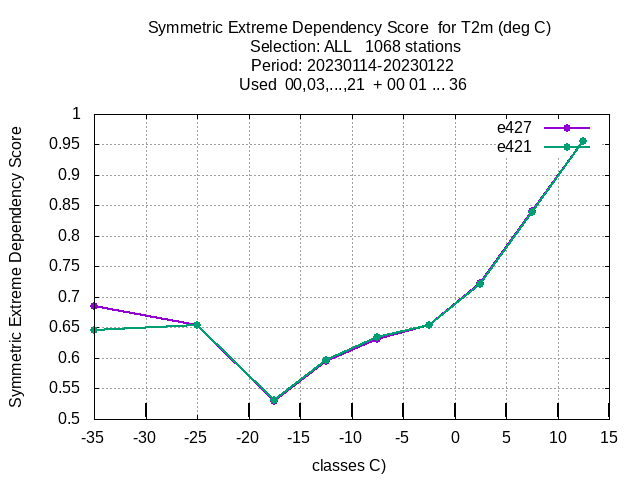 Symmetric Extreme Dependency Score  for T2m (deg C)
Selection: ALL   1068 stations
Period: 20230114-20230122
Used  00,03,...,21  + 00 01 ... 36
Symmetric Extreme Dependency Score
1
0.95
0.9
0.85
0.8
0.75
0.7
0.65
0.6
0.55
0.5
e427
e421
-35 -30 -25 -20 -15 -10 -5 0 5 10 15
classes C)